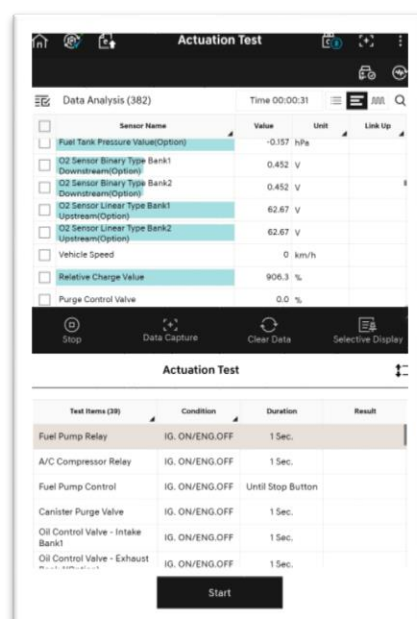 Actuation Test
Data Analysis (382)
Time 00:00:31
Sensor Name Value Unit Link Up
Fuel Tank Pressure Value(Option) -0.157 hPa
O2 Sensor Binary Type Bank1
Downstream(Option) 0.452 V
O2 Sensor Binary Type Bank2
Downstream(Option) 0.452 V
O2 Sensor Linear Type Bank1
Upstream(Option) 62.67 V
O2 Sensor Linear Type Bank2
Upstream(Option) 62.67 V
Vehicle Speed 0 km/h
Relative Charge Value 906.3 %
Purge Control Valve 0.0 %
Stop Data Capture Clear Data Selective Display
Actuation Test
Test Items (39) Condition Duration Result
Fuel Pump Relay IG. ON/ENG.OFF 1 Sec.
A/C Compressor Relay IG. ON/ENG.OFF 1 Sec.
Fuel Pump Control IG. ON/ENG.OFF Until Stop Button
Canister Purge Valve IG. ON/ENG.OFF 1 Sec.
Oil Control Valve - Intake
Bank1 IG. ON/ENG.OFF 1 Sec.
Oil Control Valve - Exhaust
IG. ON/ENG.OFF 1 Sec.
Start